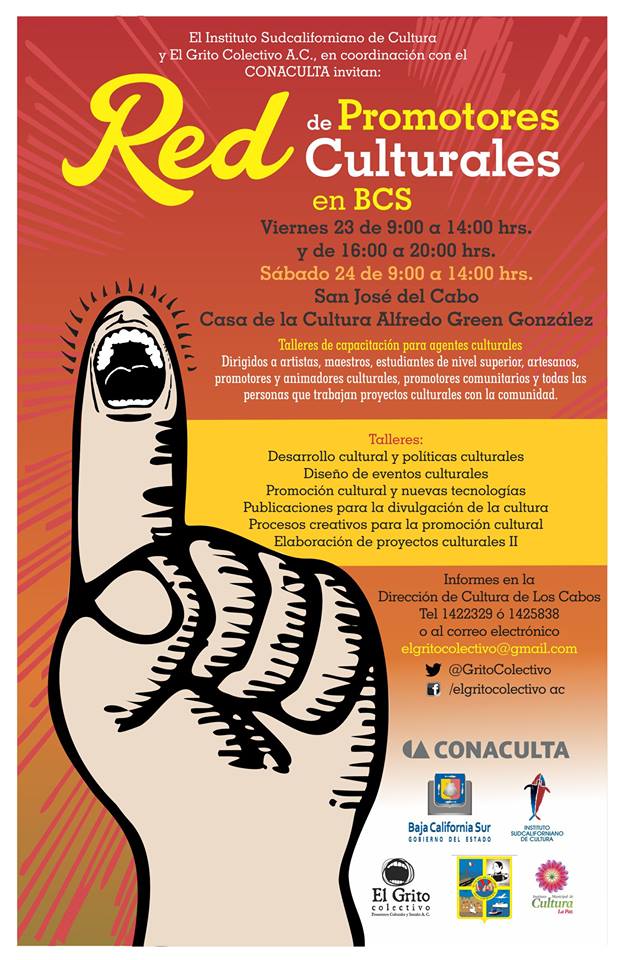 El Instituto Sudcaliforniano de Cultura
y El Grito Colectivo A.C., en coordinación con el
CONACULTA invitan:
Red de Promotores
Culturales
en BCS
Viernes 23 de 9:00 a 14:00 hrs.
y de 16:00 a 20:00 hrs.
Sábado 24 de 9:00 a 14:00 hrs.
San José del Cabo
Casa de la Cultura Alfredo Green González
Talleres de capacitación para agentes culturales
Dirigidos a artistas, maestros, estudiantes de nivel superior, artesanos,
promotores y animadores culturales, promotores comunitarios y todas las
personas que trabajan proyectos culturales con la comunidad.
Talleres:
Desarrollo cultural y políticas culturales
Diseño de eventos culturales
Promoción cultural y nuevas tecnologías
Publicaciones para la divulgación de la cultura
Procesos creativos para la promoción cultural
Elaboración de proyectos culturales II
Informes en la
Dirección de Cultura de Los Cabos
Tel 1422329 ó 1425838
o al correo electrónico
elgritocolectivo@gmail.com
@GritoColectivo
/elgritocolectivo ac
CONACULTA
Baja California Sur
GOBIERNO DEL ESTADO
INSTITUTO
SUDCALIFORNIANO
DE CULTURA
El Grito
colectivo
Instituto Municipal de
Cultura
La Paz